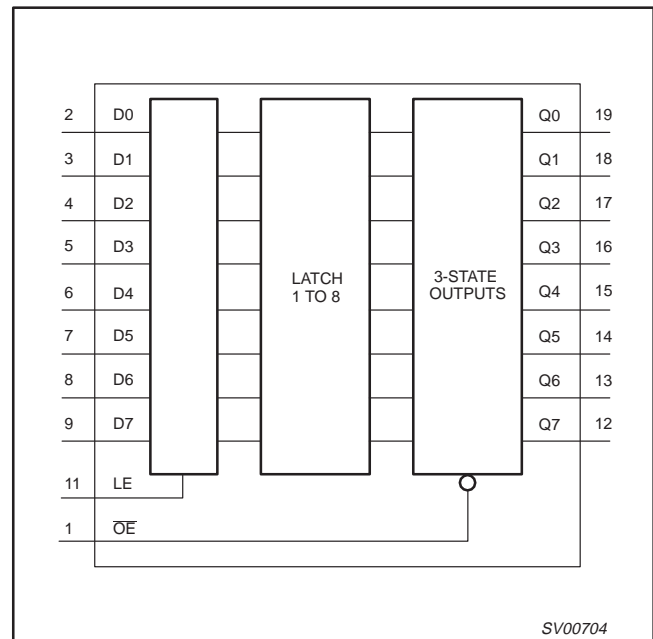 2 D0 Q0 19
3 D1 Q1 18
4 D2 Q2 17
5 D3 Q3 16
LATCH
1 TO 8
3-STATE
OUTPUTS
6 D4 Q4 15
7 D5 Q5 14
8 D6 Q6 13
9 D7 Q7 12
11 LE
1 O̅E̅
SV00704